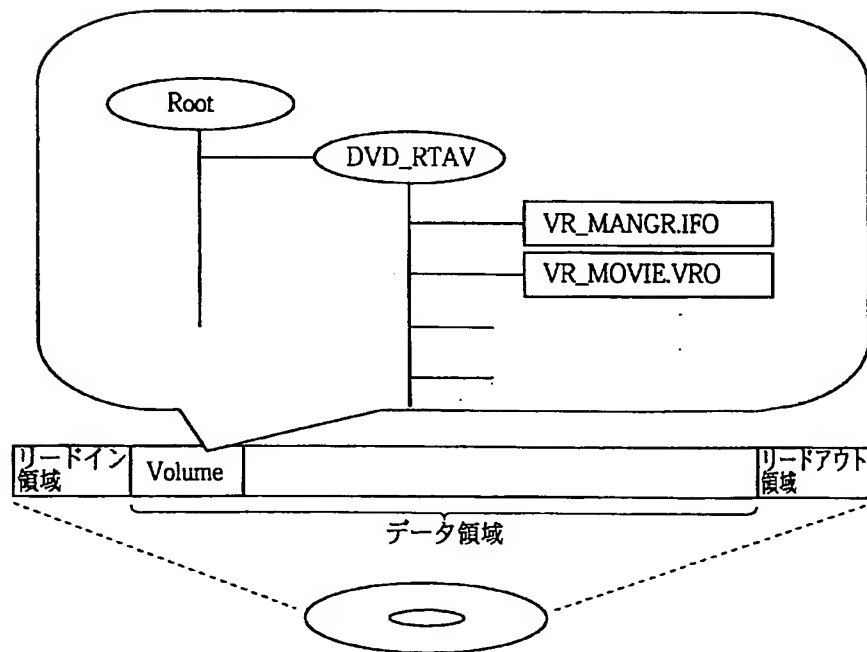 Root
DVD_RTAV
VR_MANGR.IFO
VR_MOVIE.VRO
リードイン
領域
Volume
リードアウト
領域
データ領域